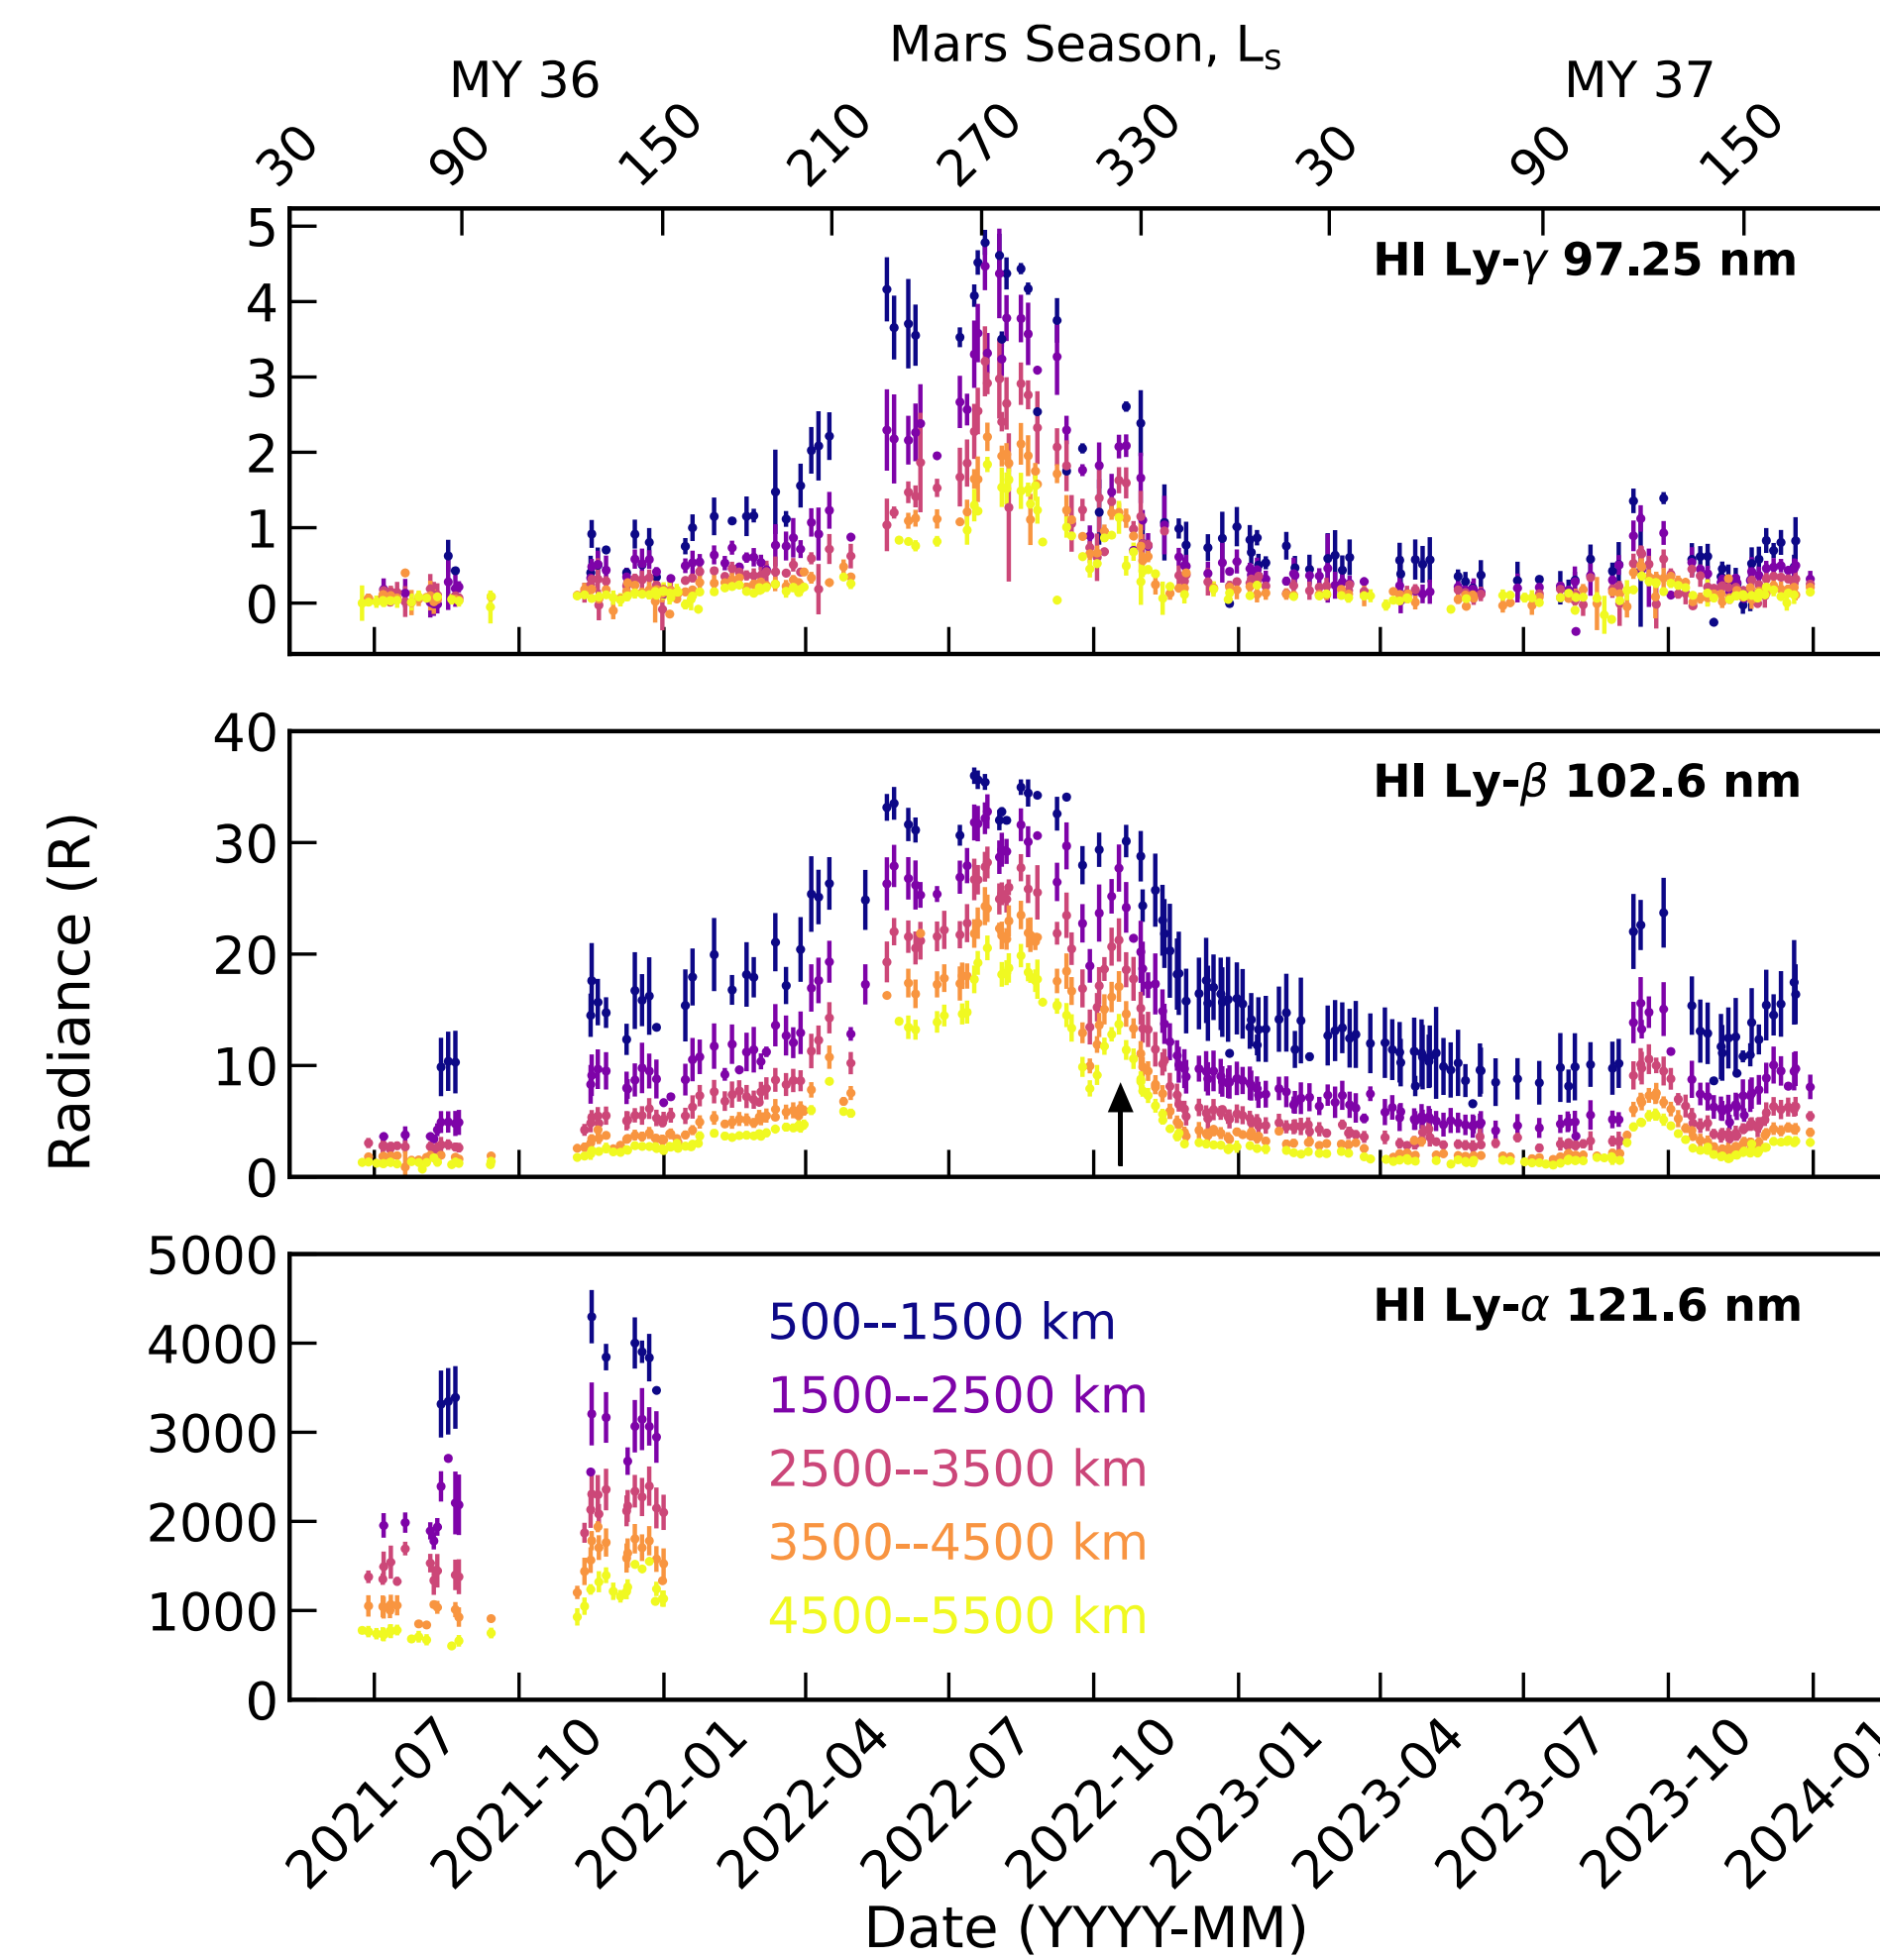 Mars Season, Ls
MY 36
MY 37
30 90 150 210 270 330 30 90 150
HI Ly-γ 97.25 nm
5
4
3
2
1
0
HI Ly-β 102.6 nm
40
30
20
10
0
Radiance (R)
HI Ly-α 121.6 nm
5000
4000
3000
2000
1000
0
500--1500 km
1500--2500 km
2500--3500 km
3500--4500 km
4500--5500 km
2021-07 2021-10 2022-01 2022-04 2022-07 2022-10 2023-01 2023-04 2023-07 2023-10 2024-01
Date (YYYY-MM)